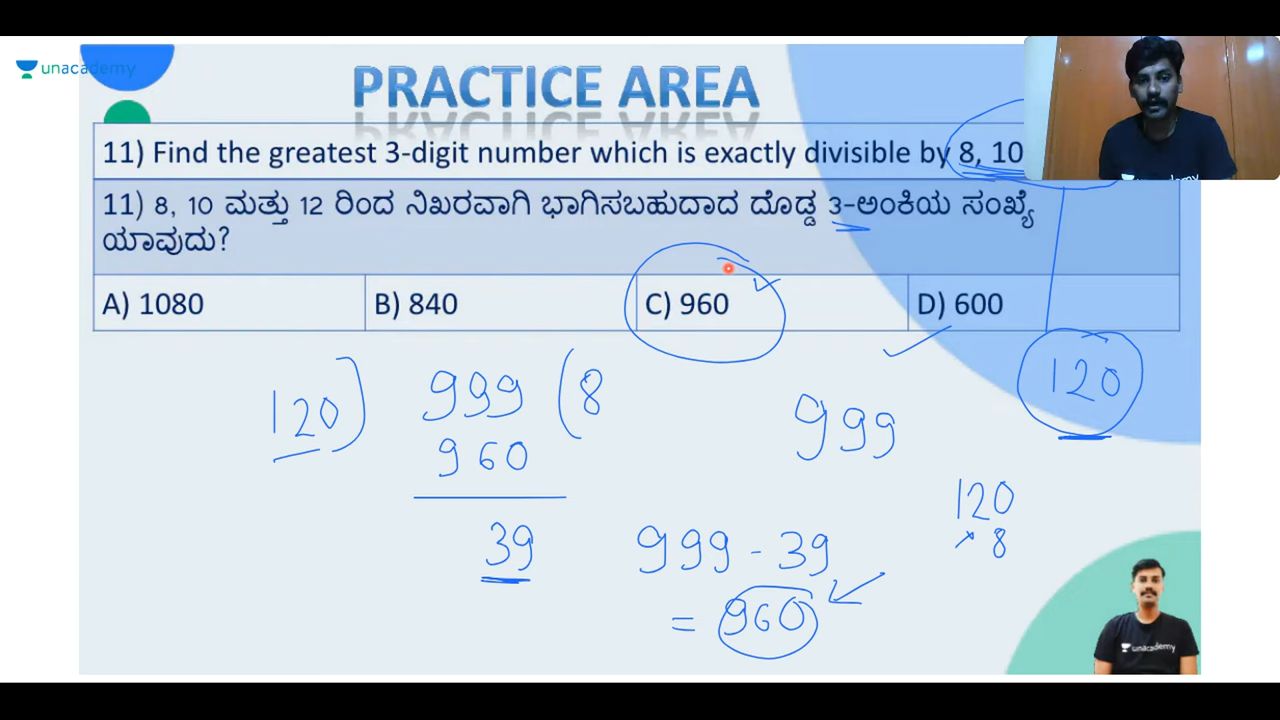 unacademy
PRACTICE AREA
11) Find the greatest 3-digit number which is exactly divisible by 8, 10
11) 8, 10 ಮತ್ತು 12 ರಿಂದ ನಿಖರವಾಗಿ ಭಾಗಿಸಬಹುದಾದ ದೊಡ್ಡ 3-ಅಂಕಿಯ ಸಂಖ್ಯೆ
ಯಾವುದು?
A) 1080 B) 840 C) 960 D) 600
120) 999 (8
960
39
999
120
120
× 8
999 - 39
= 960
unacademy
unacademy